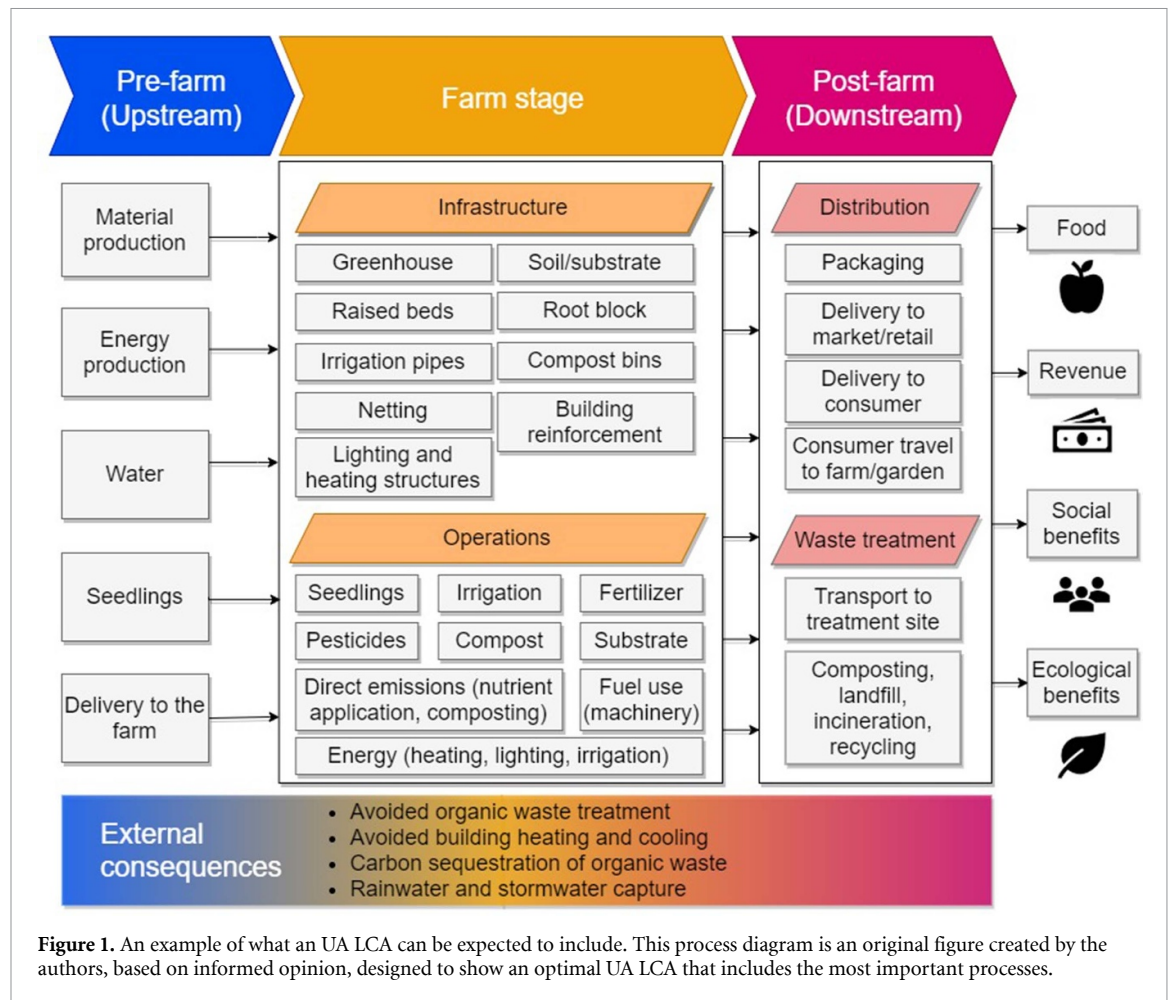 Pre-farm
(Upstream)
Farm stage
Post-farm
(Downstream)
Material
production
Energy
production
Water
Seedlings
Delivery to the
farm
Infrastructure
Greenhouse
Soil/substrate
Raised beds
Root block
Irrigation pipes
Compost bins
Netting
Building
reinforcement
Lighting and
heating structures
Operations
Seedlings
Irrigation
Fertilizer
Pesticides
Compost
Substrate
Direct emissions (nutrient
application, composting)
Fuel use
(machinery)
Energy (heating, lighting, irrigation)
Distribution
Packaging
Delivery to
market/retail
Delivery to
consumer
Consumer travel
to farm/garden
Waste treatment
Transport to
treatment site
Composting,
landfill,
incineration,
recycling
Food
Revenue
Social
benefits
Ecological
benefits
External
consequences
• Avoided organic waste treatment
• Avoided building heating and cooling
• Carbon sequestration of organic waste
• Rainwater and stormwater capture
Figure 1. An example of what an UA LCA can be expected to include. This process diagram is an original figure created by the
authors, based on informed opinion, designed to show an optimal UA LCA that includes the most important processes.